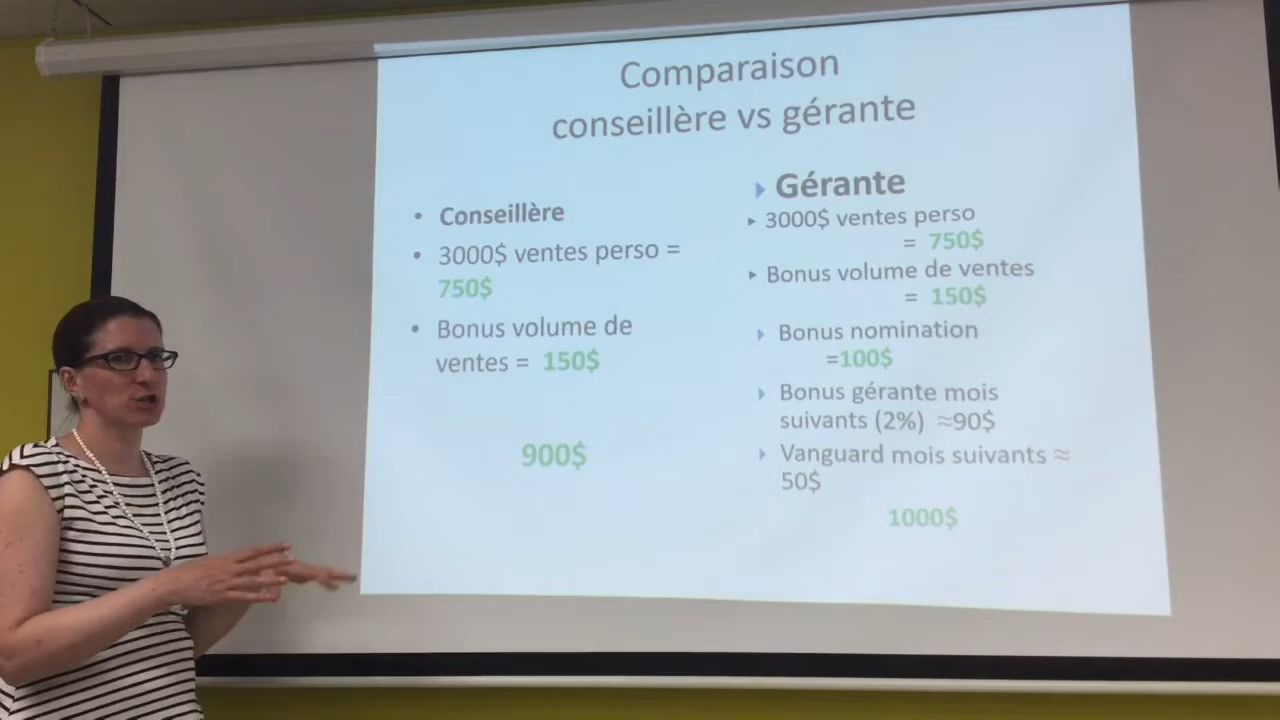 Comparaison
conseillère vs gérante
• Conseillère
• 3000$ ventes perso =
750$
• Bonus volume de
ventes = 150$
900$
Gérante
3000$ ventes perso
= 750$
Bonus volume de ventes
= 150$
Bonus nomination
=100$
Bonus gérante mois
suivants (2%) ≈90$
Vanguard mois suivants ≈
50$
1000$